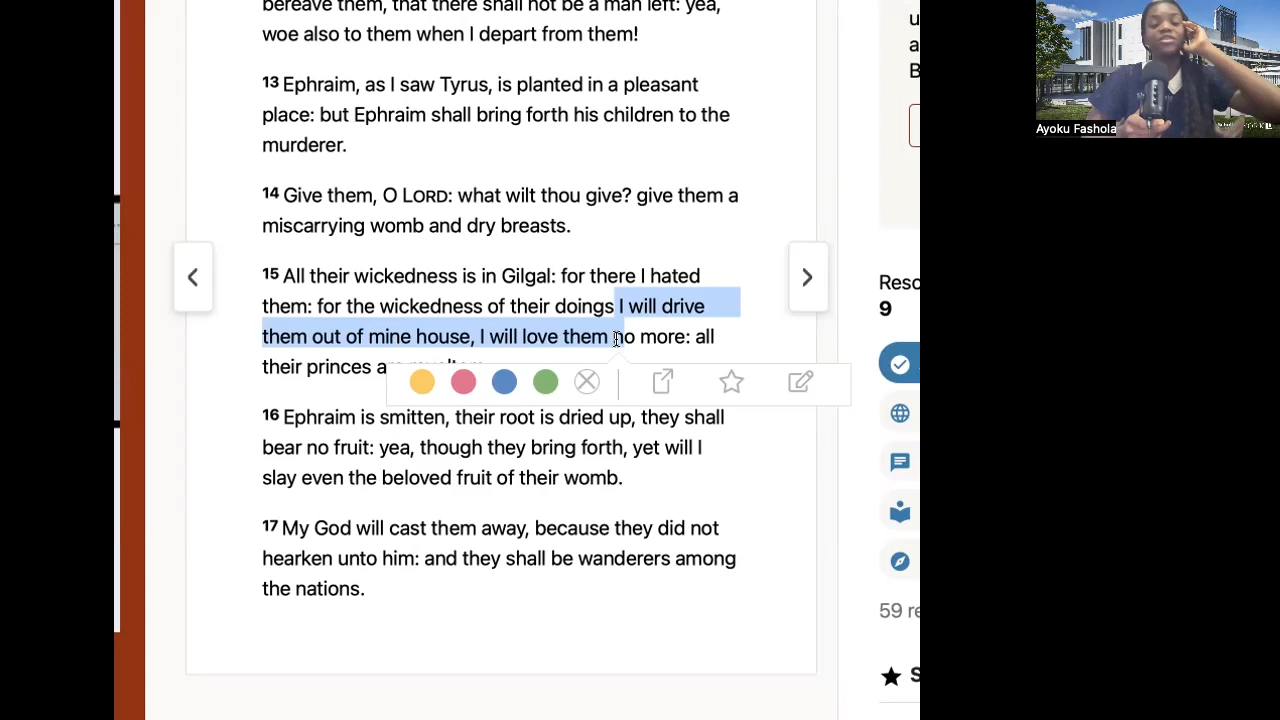 bereave them, that there shall not be a man left: yea,
woe also to them when I depart from them!
13 Ephraim, as I saw Tyrus, is planted in a pleasant
place: but Ephraim shall bring forth his children to the
murderer.
14 Give them, O LORD: what wilt thou give? give them a
miscarrying womb and dry breasts.
15 All their wickedness is in Gilgal: for there I hated
them: for the wickedness of their doings I will drive
them out of mine house, I will love them no more: all
their princes
16 Ephraim is smitten, their root is dried up, they shall
bear no fruit: yea, though they bring forth, yet will I
slay even the beloved fruit of their womb.
17 My God will cast them away, because they did not
hearken unto him: and they shall be wanderers among
the nations.
Ayoku Fashola
Reso
9
59 re